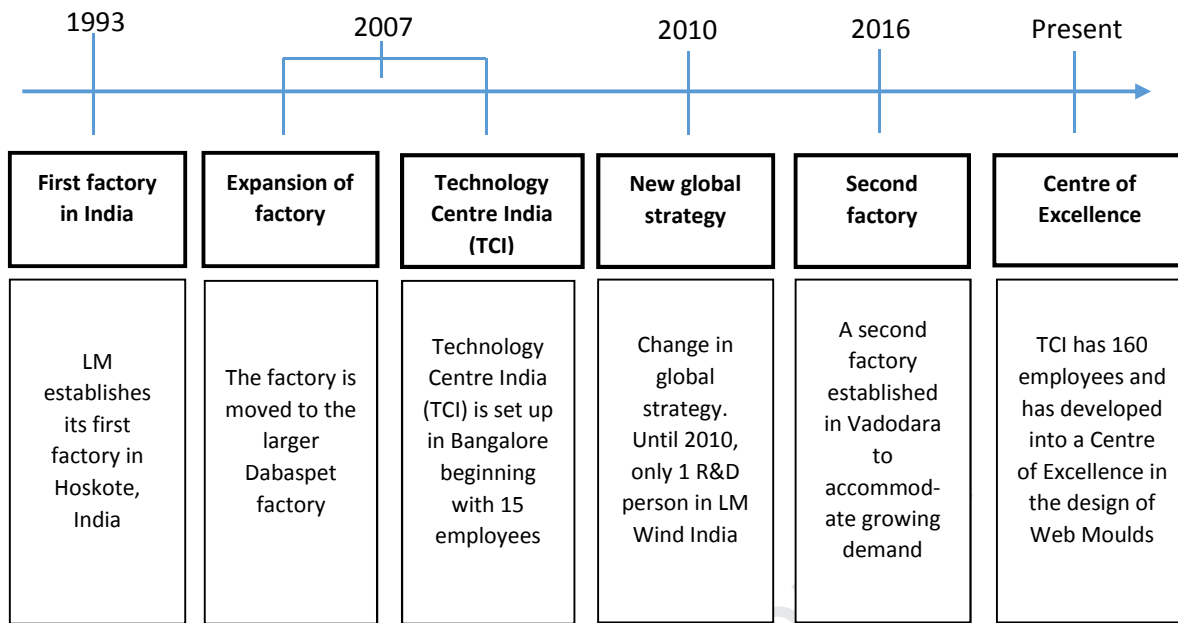 1993
2007
2010
2016
Present
First factory
in India
Expansion of
factory
Technology
Centre India
(TCI)
New global
strategy
Second
factory
Centre of
Excellence
LM
establishes
its first
factory in
Hoskote,
India
The factory is
moved to the
larger
Dabaspet
factory
Technology
Centre India
(TCI) is set up
in Bangalore
beginning
with 15
employees
Change in
global
strategy.
Until 2010,
only 1 R&D
person in LM
Wind India
A second
factory
established
in Vadodara
to
accommod-
ate growing
demand
TCI has 160
employees and
has developed
into a Centre
of Excellence in
the design of
Web Moulds